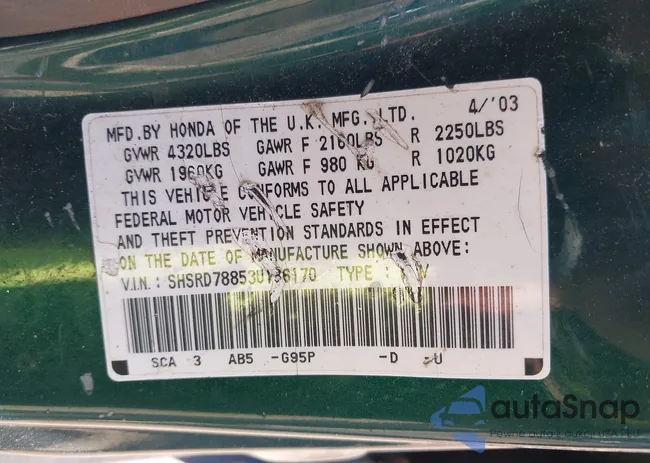 4/'03
MFD.BY HONDA OF THE U.K. MFG. LTD.
GVWR 4320LBS GAWR F 2160LBS R 2250LBS
GVWR 1960KG GAWR F 980 KG R 1020KG
THIS VEHICLE CONFORMS TO ALL APPLICABLE
FEDERAL MOTOR VEHICLE SAFETY
AND THEFT PREVENTION STANDARDS IN EFFECT
ON THE DATE OF MANUFACTURE SHOWN ABOVE:
V.I.N.: TYPE :
SCA 3 AB5 -G95P -D -U
autaSnap